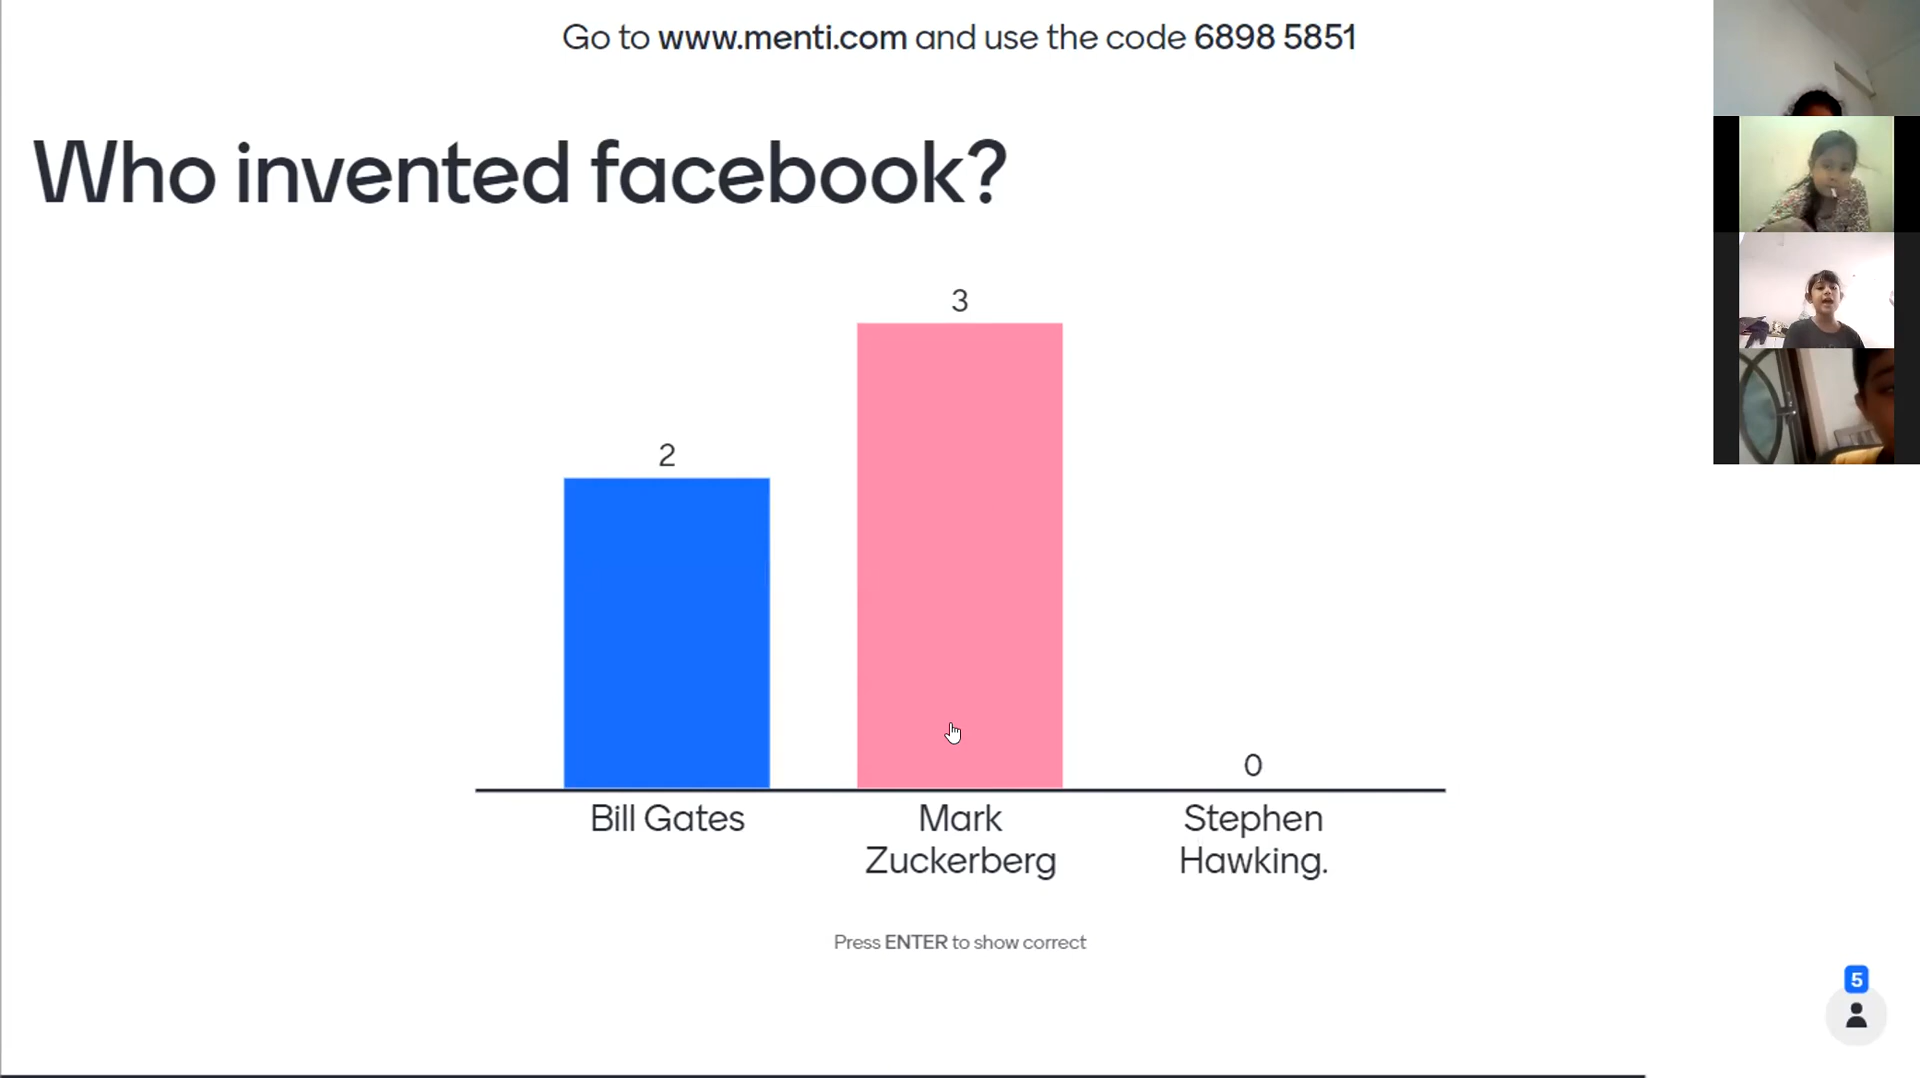 Go to www.menti.com and use the code 6898 5851
Who invented facebook?
3
2
0
Bill Gates
Mark
Zuckerberg
Stephen
Hawking.
Press ENTER to show correct
5